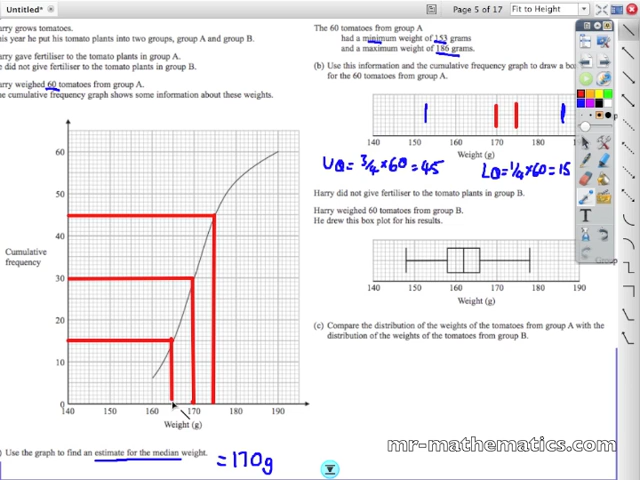 Untitled*
Page 5 of 17
Fit to Height
arry grows tomatoes.
his year he put his tomato plants into two groups, group A and group B.
arry gave fertiliser to the tomato plants in group A.
e did not give fertiliser to the tomato plants in group B.
arry weighed 60 tomatoes from group A.
he cumulative frequency graph shows some information about these weights.
60
50
40
30
20
10
0
Cumulative
frequency
140 150 160 170 180 190
Weight (g)
) Use the graph to find an estimate for the median weight.
= 170g
The 60 tomatoes from group A
had a minimum weight of 153 grams
and a maximum weight of 186 grams.
(b) Use this information and the cumulative frequency graph to draw a bo
for the 60 tomatoes from group A.
140 150 160 170 180
Weight (g)
UQ = 3/4 × 60 = 45
LQ = 1/4 × 60 = 15
Harry did not give fertiliser to the tomato plants in group B.
Harry weighed 60 tomatoes from group B.
He drew this box plot for his results.
Group
140 150 160 170 180 190
Weight (g)
(c) Compare the distribution of the weights of the tomatoes from group A with the
distribution of the weights of the tomatoes from group B.
mr-mathematics.com